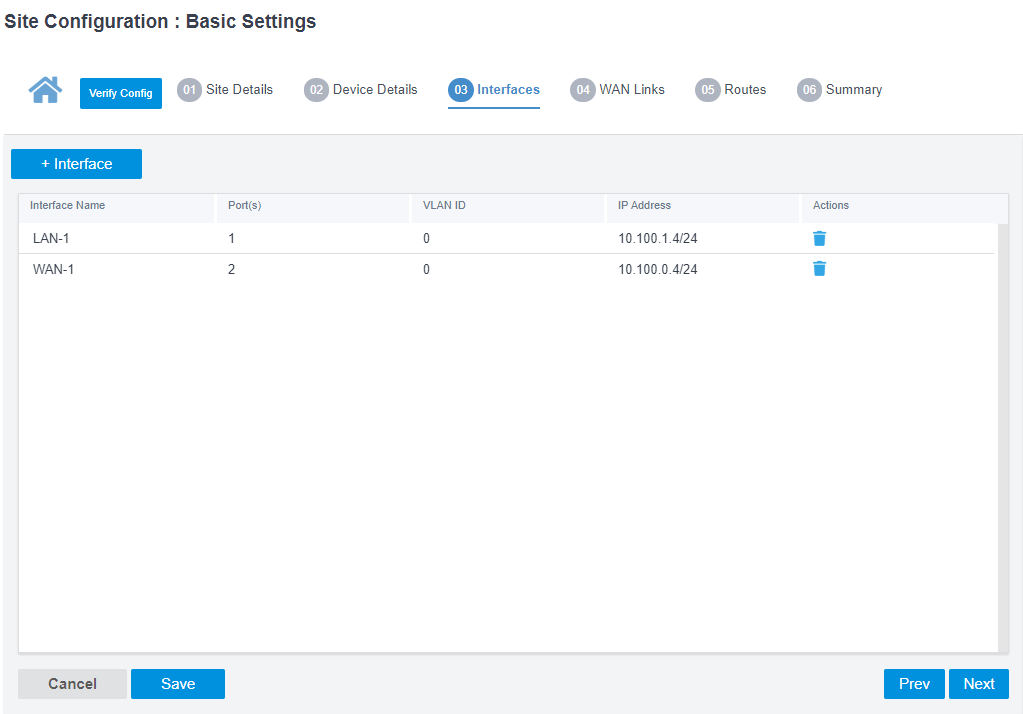 Site Configuration : Basic Settings
Verify Config 01 Site Details 02 Device Details 03 Interfaces 04 WAN Links 05 Routes 06 Summary
+ Interface
Interface Name Port(s) VLAN ID IP Address Actions
LAN-1 1 0 10.100.1.4/24
WAN-1 2 0 10.100.0.4/24
Cancel Save Prev Next